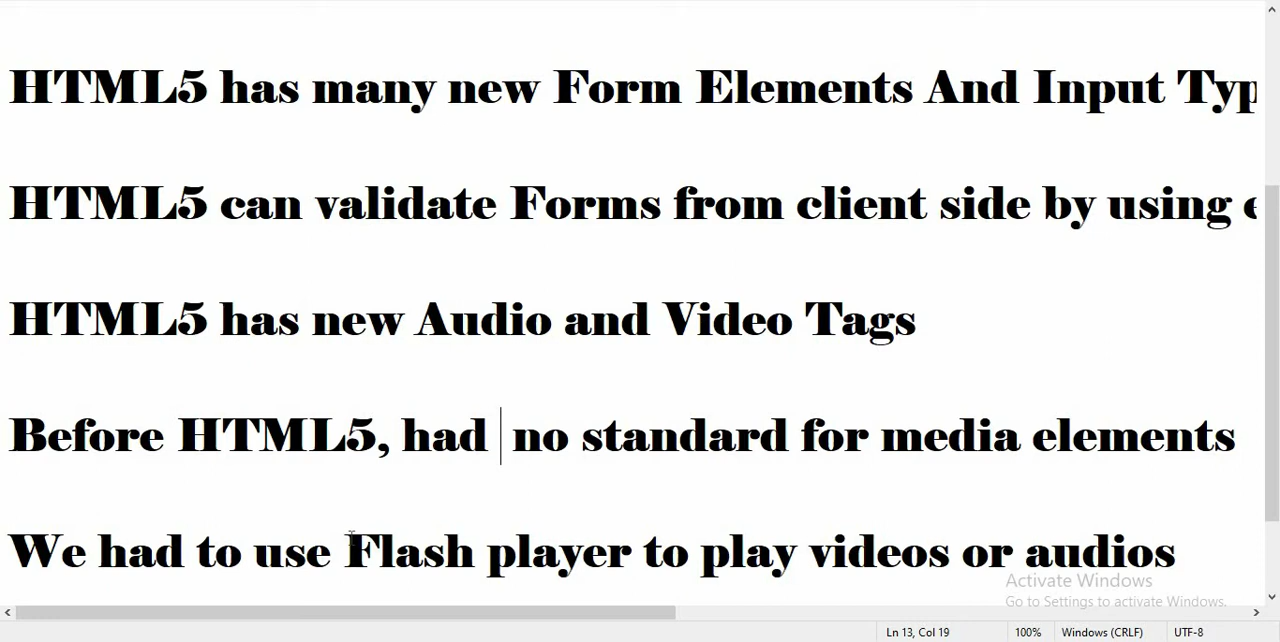 HTML5 has many new Form Elements And Input
HTML5 can validate Forms from client side by using
HTML5 has new Audio and Video Tags
Before HTML5, had no standard for media elements
We had to use Flash player to play videos or audios
Activate Windows
Go to Settings to activate Windows.
Ln 13, Col 19 100% Windows (CRLF) UTF-8